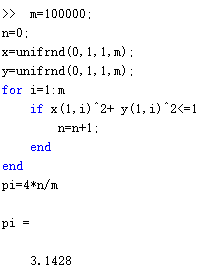 >> m=100000;
n=0;
x=unifrnd(0,1,1,m);
y=unifrnd(0,1,1,m);
for i=1:m
if x(1,i)^2+ y(1,i)^2<=1
n=n+1;
end
end
pi=4*n/m
pi =
3.1428